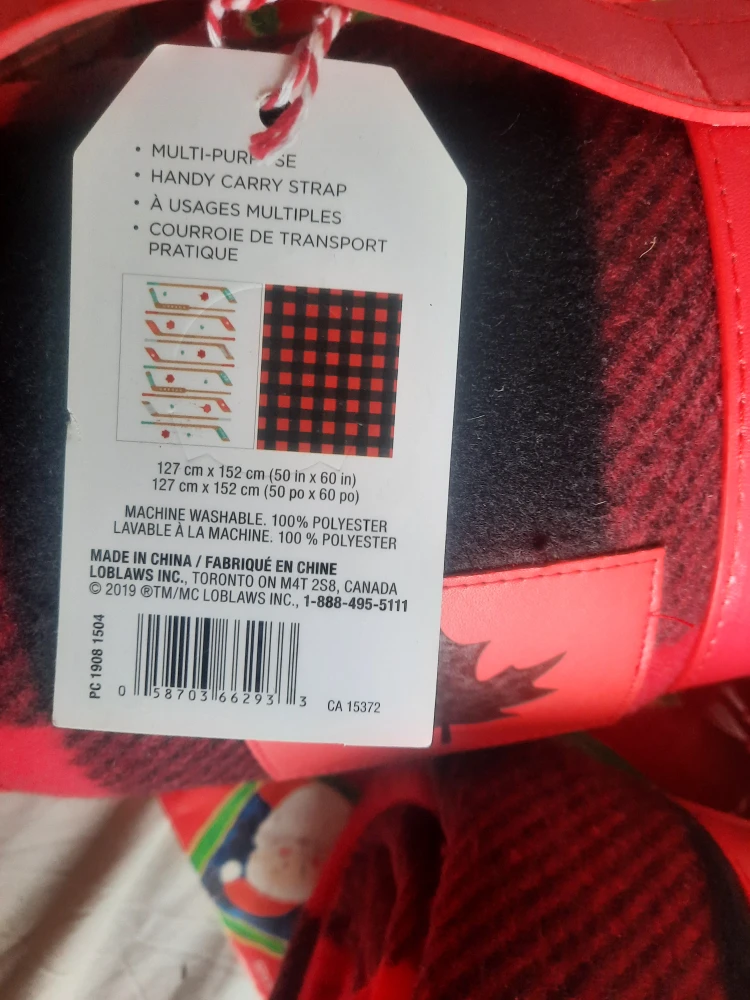 • MULTI-PURPOSE
• HANDY CARRY STRAP
• À USAGES MULTIPLES
• COURROIE DE TRANSPORT
PRATIQUE
127 cm x 152 cm (50 in x 60 in)
127 cm x 152 cm (50 po x 60 po)
MACHINE WASHABLE. 100% POLYESTER
LAVABLE À LA MACHINE. 100 % POLYESTER
MADE IN CHINA / FABRIQUÉ EN CHINE
LOBLAWS INC., TORONTO ON M4T 2S8, CANADA
© 2019 ®TM/MC LOBLAWS INC., 1-888-495-5111
PC 1908 1504
0 58703 66293 3
CA 15372